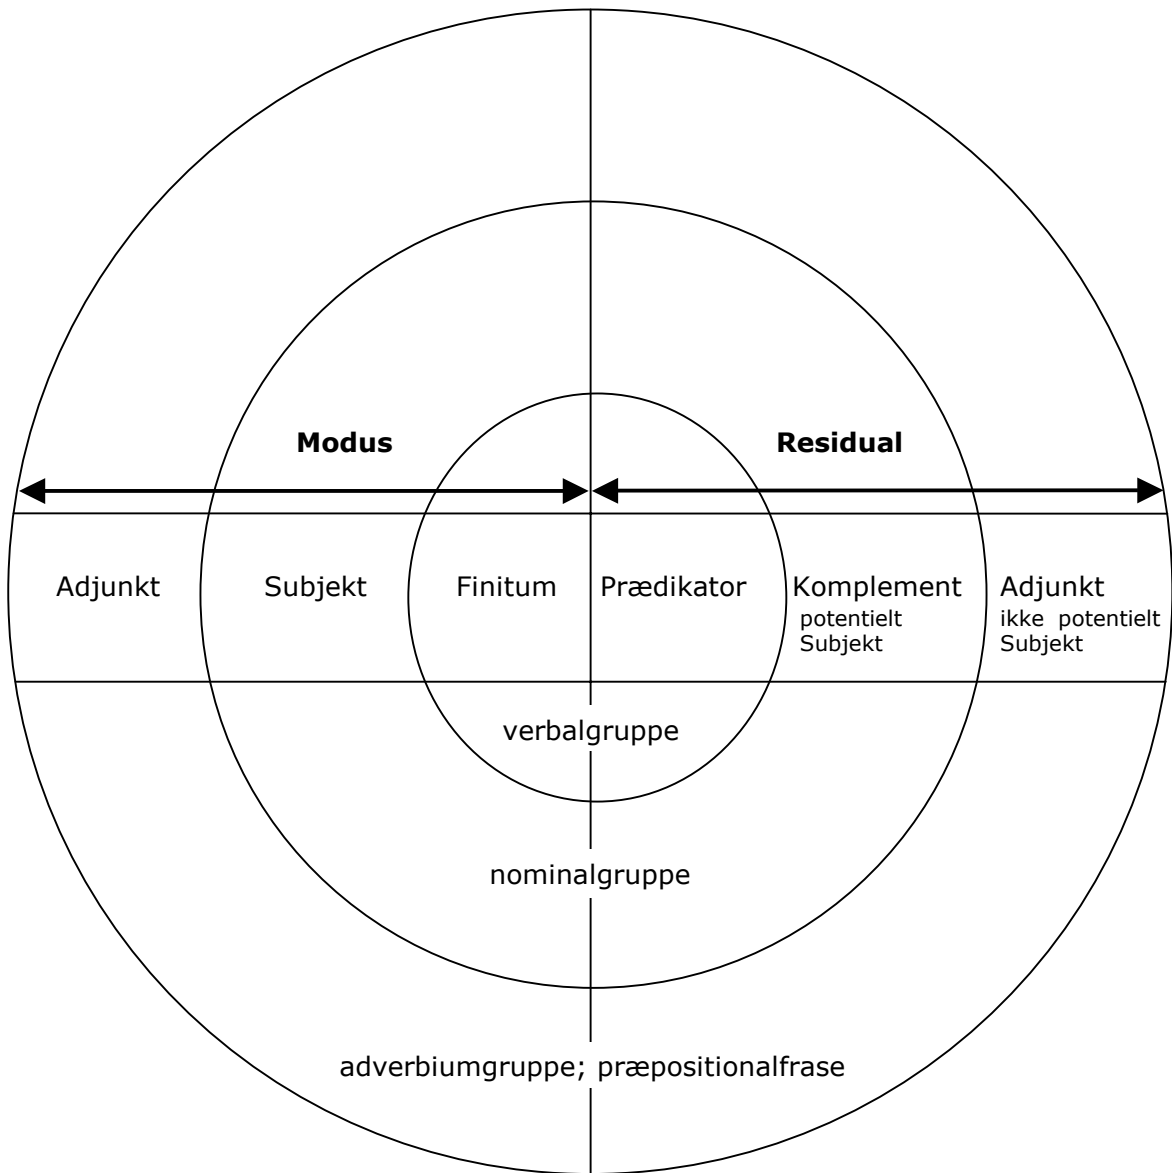 Modus
Residual
Adjunkt
Subjekt
Finitum
Prædikator
Komplement
potentielt
Subjekt
Adjunkt
ikke potentielt
Subjekt
verbalgruppe
nominalgruppe
adverbiumgruppe; præpositionalfrase